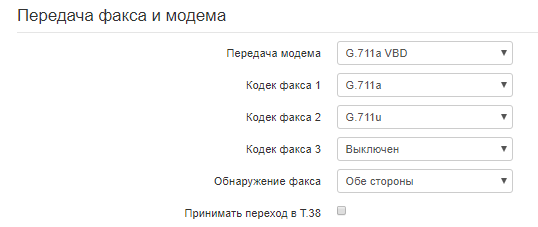 Передача факса и модема
Передача модема G.711a VBD
Кодек факса 1 G.711a
Кодек факса 2 G.711u
Кодек факса 3 Выключен
Обнаружение факса Обе стороны
Принимать переход в T.38